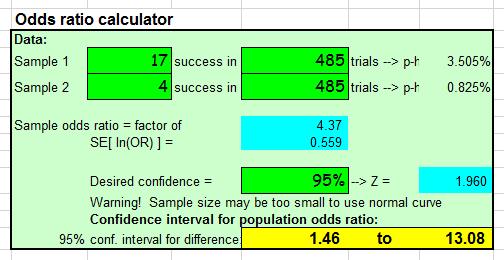 Odds ratio calculator
Data:
Sample 1 17 success in 485 trials --> p-h 3.505%
Sample 2 4 success in 485 trials --> p-h 0.825%
Sample odds ratio = factor of 4.37
SE[ ln(OR) ] = 0.559
Desired confidence = 95% --> Z = 1.960
Warning! Sample size may be too small to use normal curve
Confidence interval for population odds ratio:
95% conf. interval for difference: 1.46 to 13.08